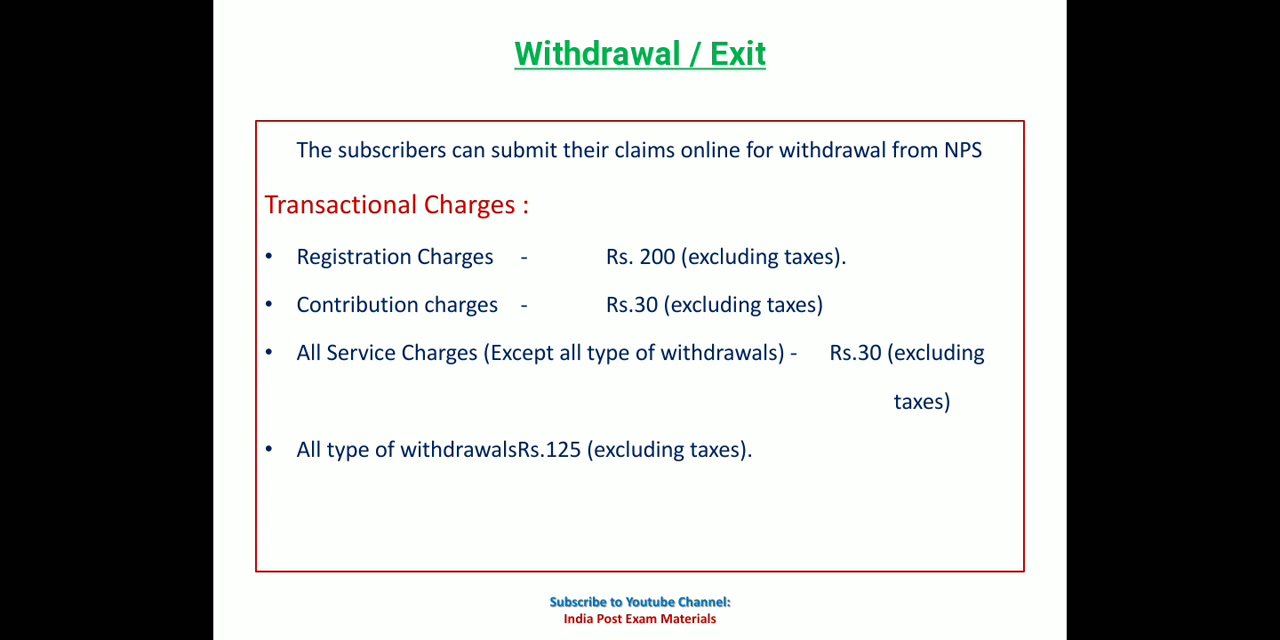 Withdrawal / Exit
The subscribers can submit their claims online for withdrawal from NPS
Transactional Charges :
• Registration Charges - Rs. 200 (excluding taxes).
• Contribution charges - Rs.30 (excluding taxes)
• All Service Charges (Except all type of withdrawals) - Rs.30 (excluding
taxes)
• All type of withdrawalsRs.125 (excluding taxes).
Subscribe to Youtube Channel:
India Post Exam Materials